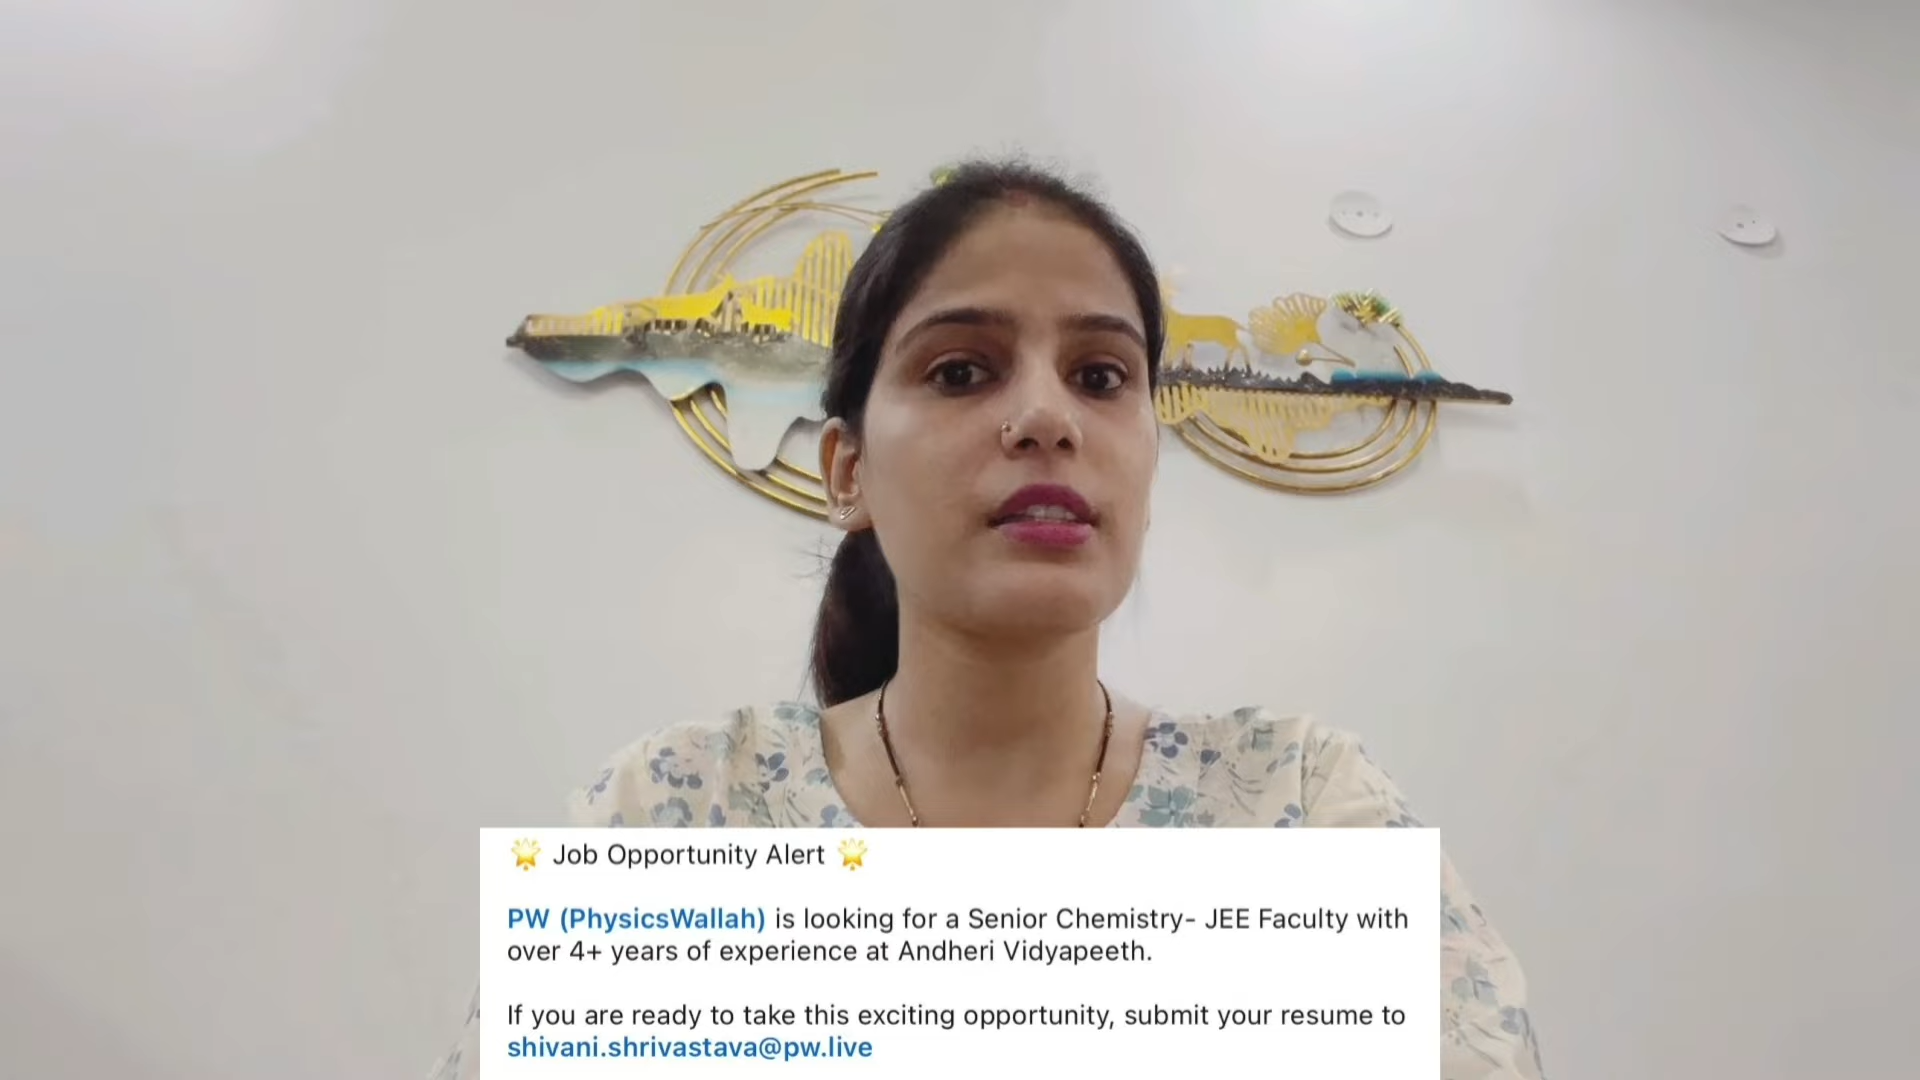 🌟 Job Opportunity Alert 🌟
PW (PhysicsWallah) is looking for a Senior Chemistry- JEE Faculty with
over 4+ years of experience at Andheri Vidyapeeth.
If you are ready to take this exciting opportunity, submit your resume to
shivani.shrivastava@pw.live